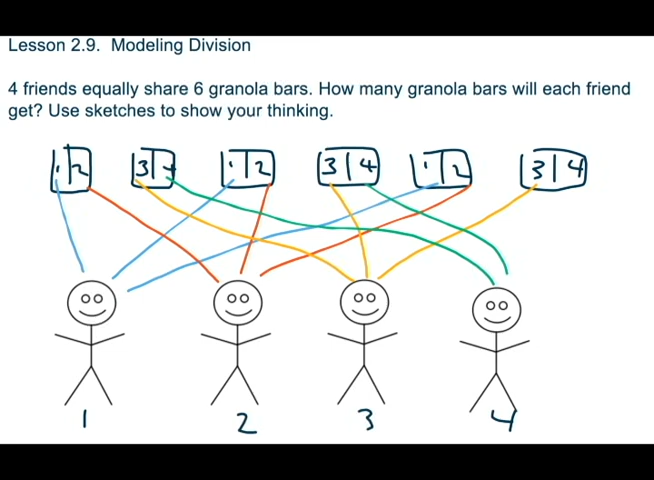 Lesson 2.9. Modeling Division
4 friends equally share 6 granola bars. How many granola bars will each friend
get? Use sketches to show your thinking.
1 2 3 4 1 2 3 4 1 2 3 4
1 2 3 4